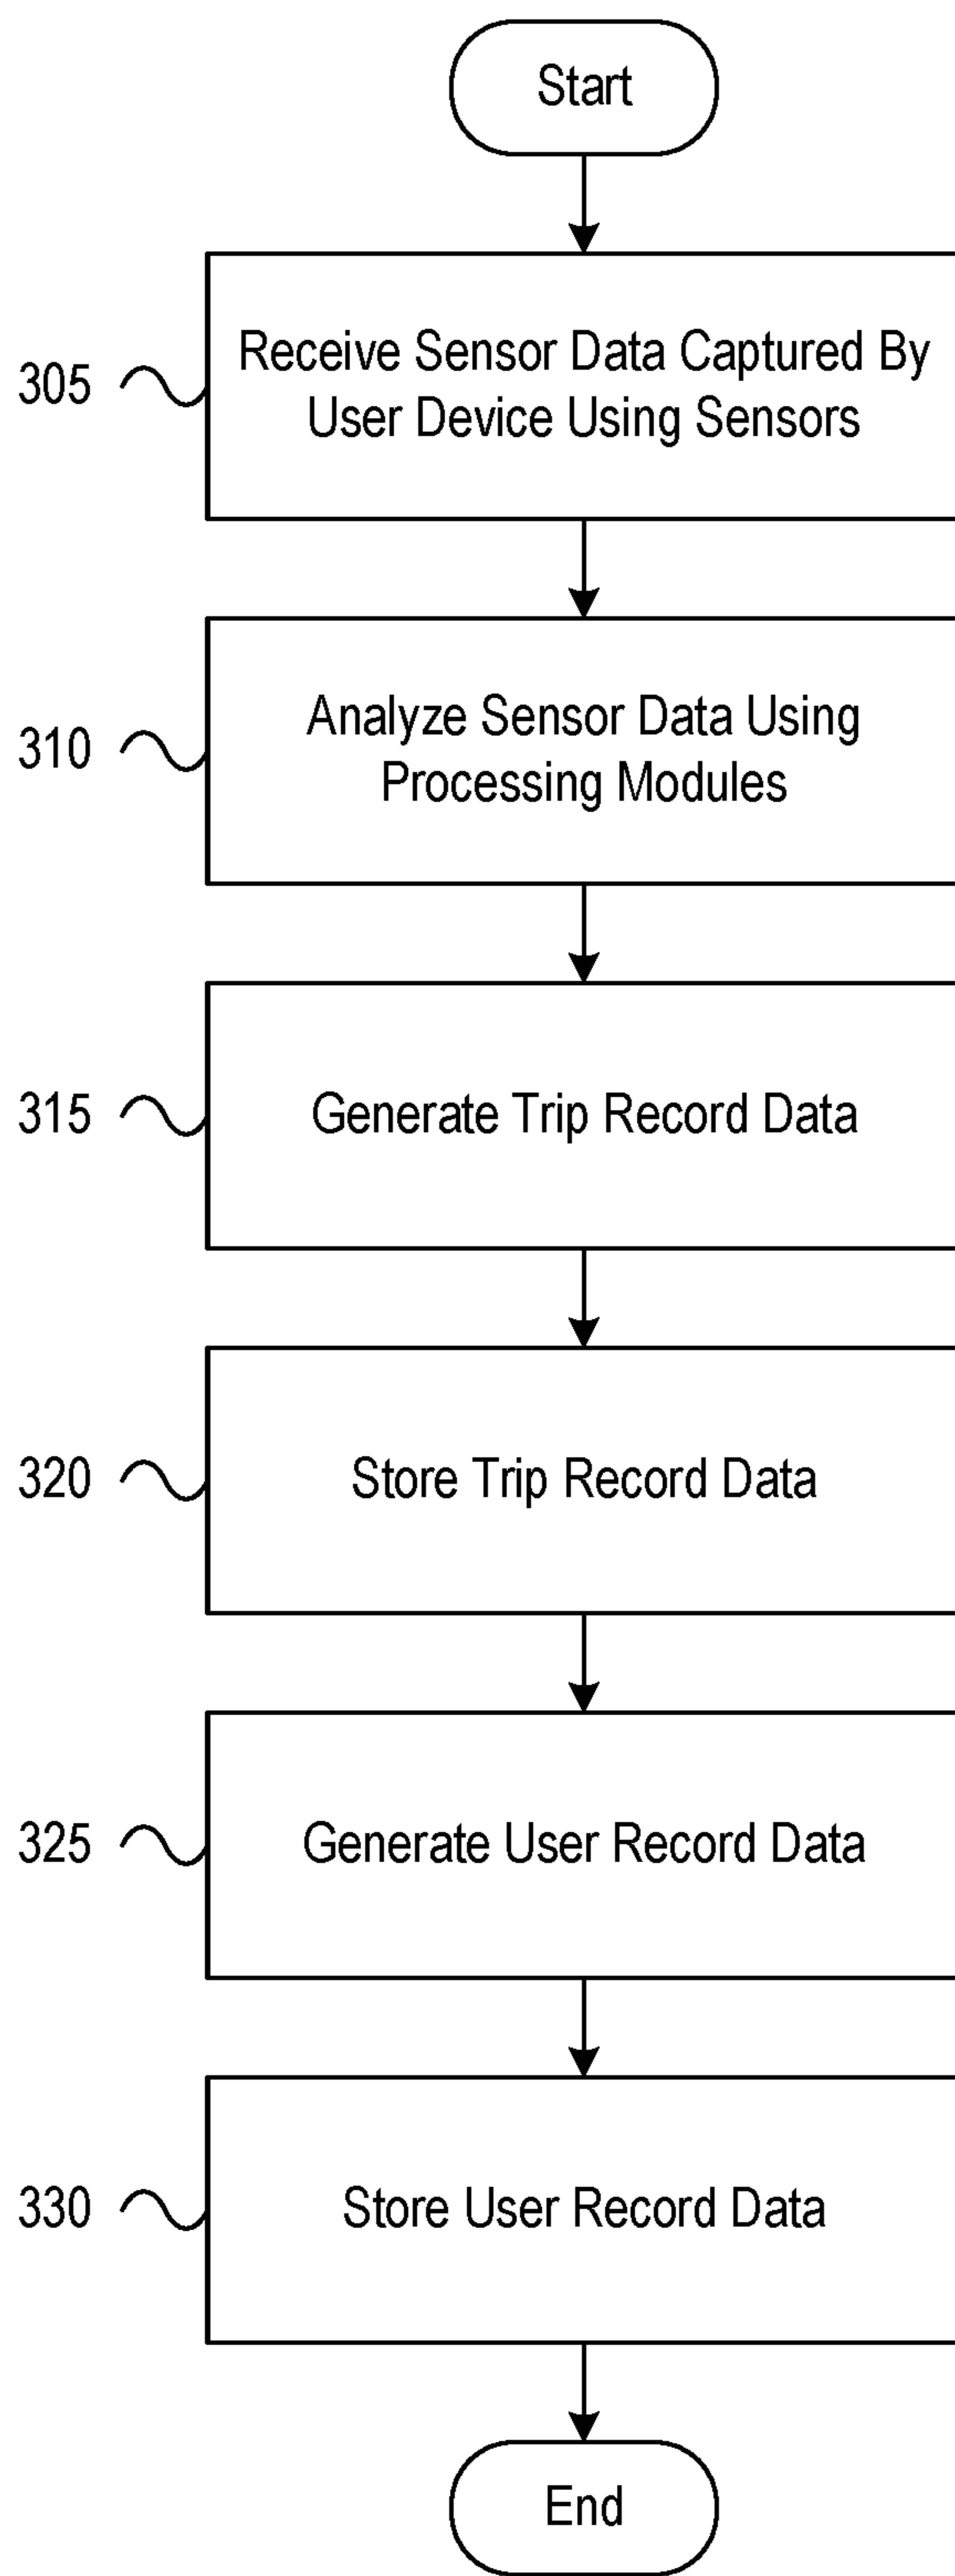 Start
305
Receive Sensor Data Captured By
User Device Using Sensors
310
Analyze Sensor Data Using
Processing Modules
315
Generate Trip Record Data
320
Store Trip Record Data
325
Generate User Record Data
330
Store User Record Data
End